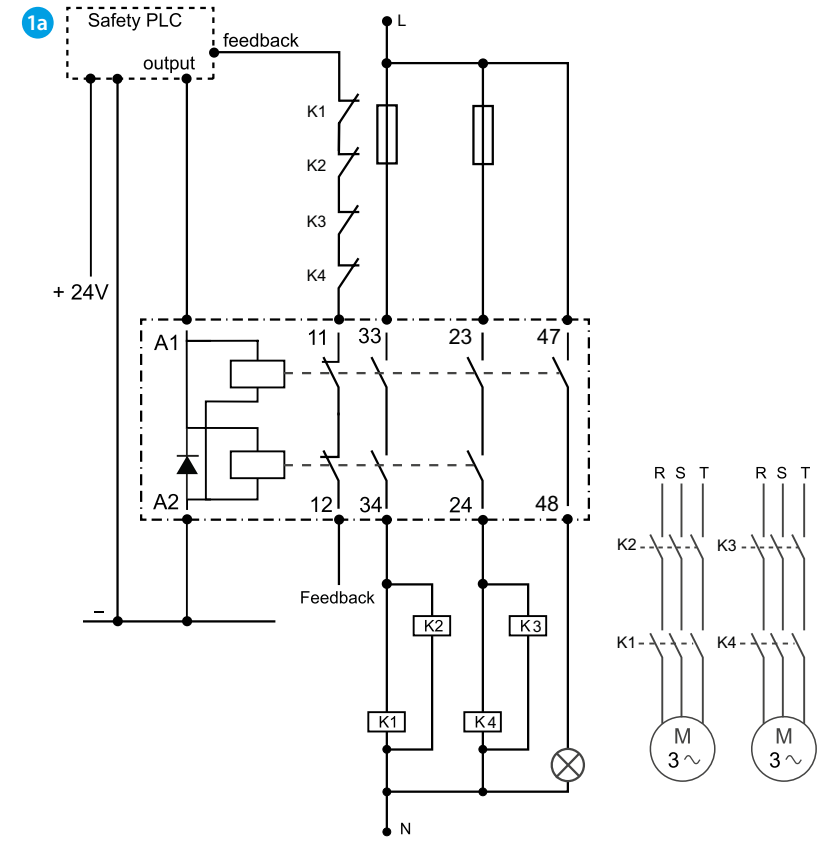 1a
Safety PLC
output
feedback
L
K1
K2
K3
K4
+ 24V
A1
11
33
23
47
A2
12
34
24
48
–
Feedback
K2
K3
K1
K4
N
R S T
R S T
K2
K3
K1
K4
M
3 ~
M
3 ~